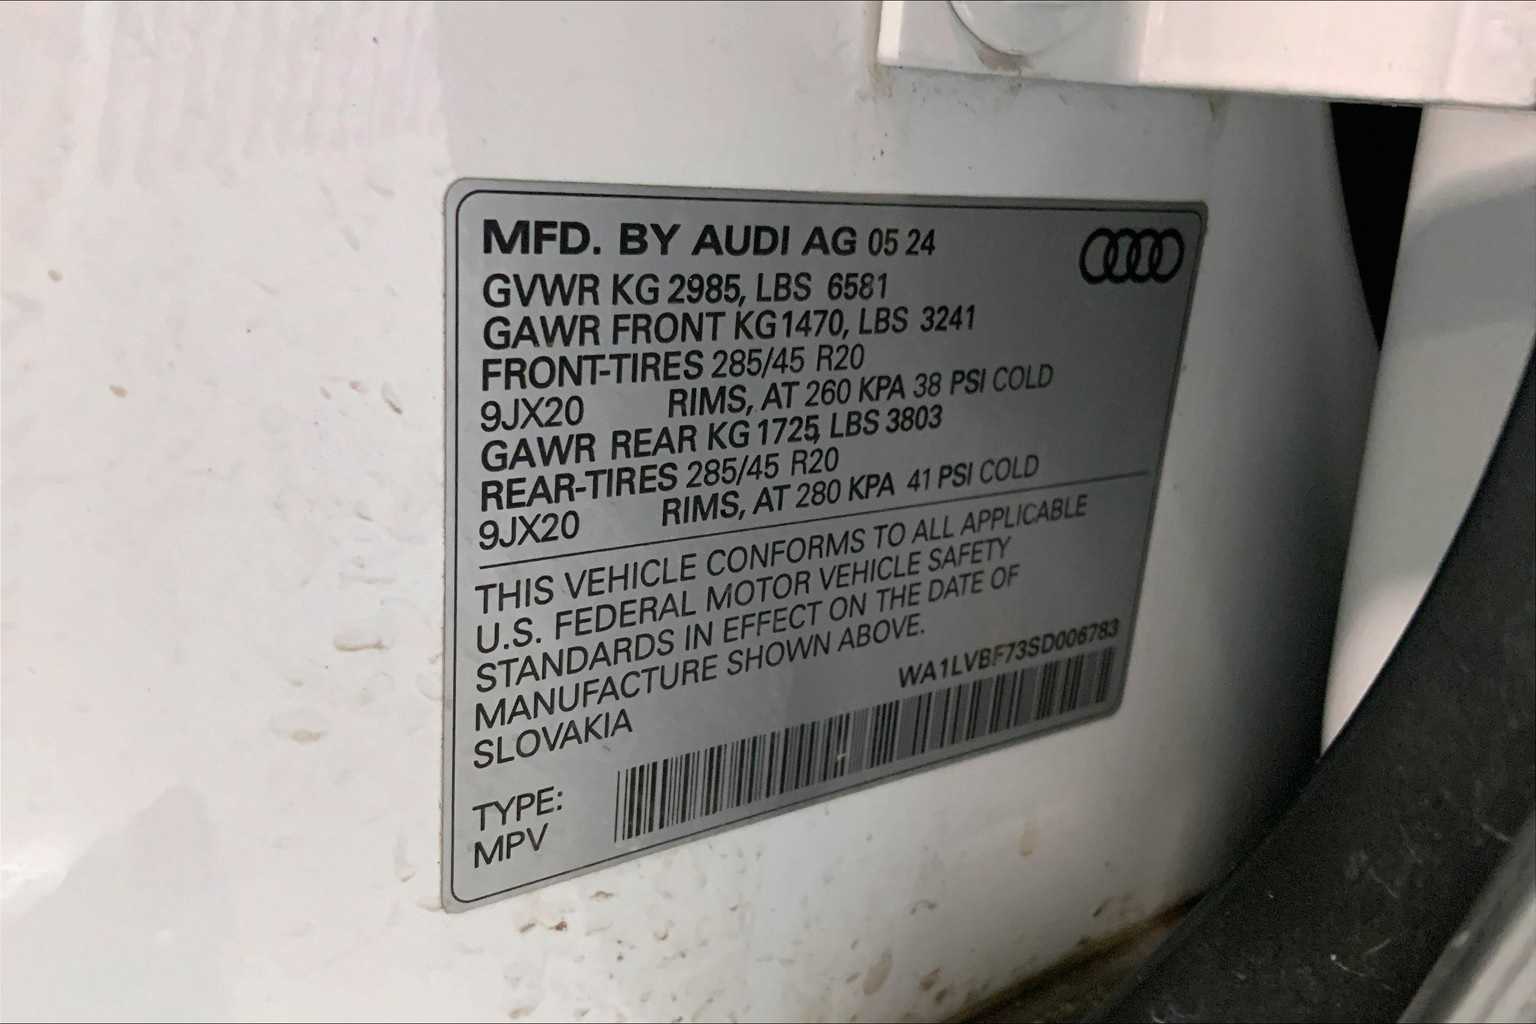 MFD. BY AUDI AG 05 24
GVWR KG 2985, LBS 6581
GAWR FRONT KG 1470, LBS 3241
FRONT-TIRES 285/45 R20
9JX20 RIMS, AT 260 KPA 38 PSI COLD
GAWR REAR KG 1725, LBS 3803
REAR-TIRES 285/45 R20
9JX20 RIMS, AT 280 KPA 41 PSI COLD
THIS VEHICLE CONFORMS TO ALL APPLICABLE
U.S. FEDERAL MOTOR VEHICLE SAFETY
STANDARDS IN EFFECT ON THE DATE OF
MANUFACTURE SHOWN ABOVE.
SLOVAKIA
WA1LVBF73SD006783
TYPE:
MPV